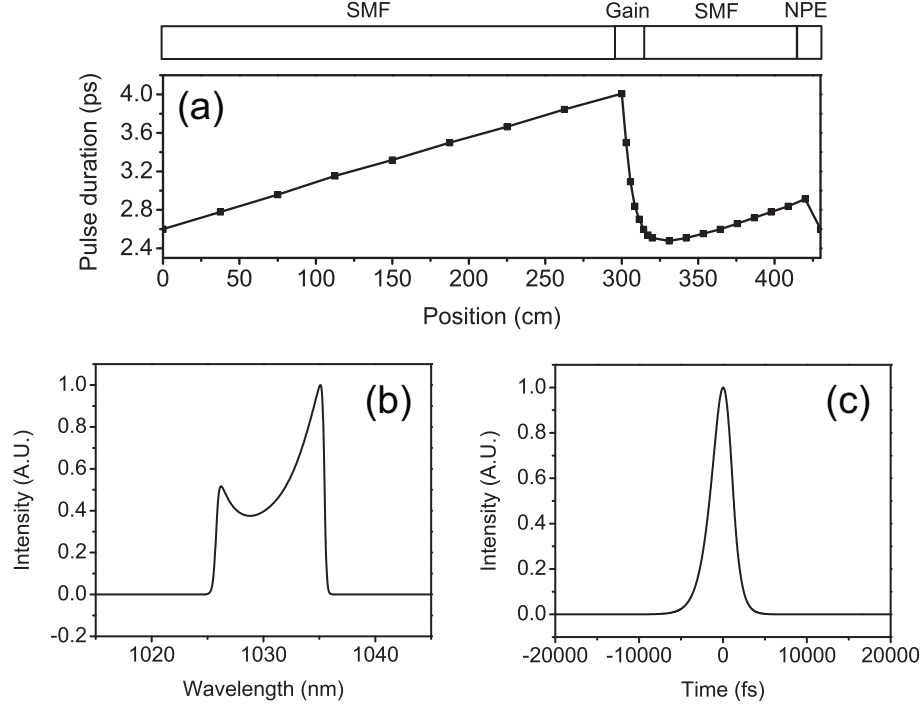 SMF Gain SMF NPE
(a)
Pulse duration (ps)
4.0
3.6
3.2
2.8
2.4
0 50 100 150 200 250 300 350 400
Position (cm)
(b)
Intensity (A.U.)
1.0
0.8
0.6
0.4
0.2
0.0
-0.2
1020 1030 1040
Wavelength (nm)
(c)
Intensity (A.U.)
1.0
0.8
0.6
0.4
0.2
0.0
-20000 -10000 0 10000 20000
Time (fs)